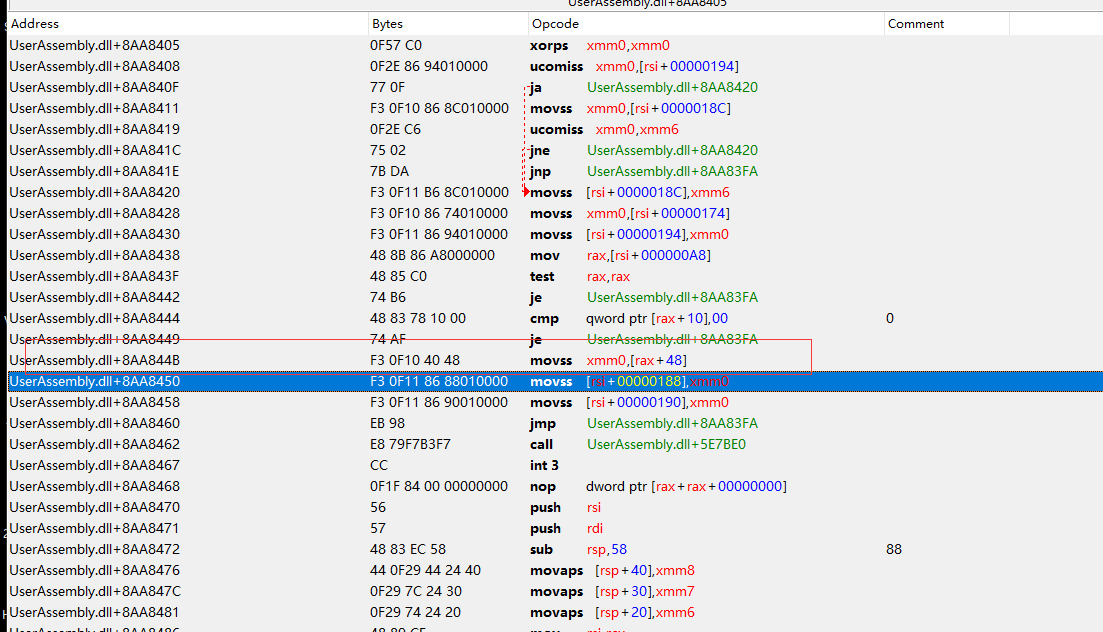 UserAssembly.dll+8AA8405
Address Bytes Opcode Comment
UserAssembly.dll+8AA8405 0F57 C0 xorps xmm0,xmm0
UserAssembly.dll+8AA8408 0F2E 86 94010000 ucomiss xmm0,[rsi+00000194]
UserAssembly.dll+8AA840F 77 0F ja UserAssembly.dll+8AA8420
UserAssembly.dll+8AA8411 F3 0F10 86 8C010000 movss xmm0,[rsi+0000018C]
UserAssembly.dll+8AA8419 0F2E C6 ucomiss xmm0,xmm6
UserAssembly.dll+8AA841C 75 02 jne UserAssembly.dll+8AA8420
UserAssembly.dll+8AA841E 7B DA jnp UserAssembly.dll+8AA83FA
UserAssembly.dll+8AA8420 F3 0F11 B6 8C010000 movss [rsi+0000018C],xmm6
UserAssembly.dll+8AA8428 F3 0F10 86 74010000 movss xmm0,[rsi+00000174]
UserAssembly.dll+8AA8430 F3 0F11 86 94010000 movss [rsi+00000194],xmm0
UserAssembly.dll+8AA8438 48 8B 86 A8000000 mov rax,[rsi+000000A8]
UserAssembly.dll+8AA843F 48 85 C0 test rax,rax
UserAssembly.dll+8AA8442 74 B6 je UserAssembly.dll+8AA83FA
UserAssembly.dll+8AA8444 48 83 78 10 00 cmp qword ptr [rax+10],00 0
UserAssembly.dll+8AA8449 74 AF je UserAssembly.dll+8AA83FA
UserAssembly.dll+8AA844B F3 0F10 40 48 movss xmm0,[rax+48]
UserAssembly.dll+8AA8450 F3 0F11 86 88010000 movss [rsi+00000188],xmm0
UserAssembly.dll+8AA8458 F3 0F11 86 90010000 movss [rsi+00000190],xmm0
UserAssembly.dll+8AA8460 EB 98 jmp UserAssembly.dll+8AA83FA
UserAssembly.dll+8AA8462 E8 79F7B3F7 call UserAssembly.dll+5E7BE0
UserAssembly.dll+8AA8467 CC int 3
UserAssembly.dll+8AA8468 0F1F 84 00 00000000 nop dword ptr [rax+rax+00000000]
UserAssembly.dll+8AA8470 56 push rsi
UserAssembly.dll+8AA8471 57 push rdi
UserAssembly.dll+8AA8472 48 83 EC 58 sub rsp,58 88
UserAssembly.dll+8AA8476 44 0F29 44 24 40 movaps [rsp+40],xmm8
UserAssembly.dll+8AA847C 0F29 7C 24 30 movaps [rsp+30],xmm7
UserAssembly.dll+8AA8481 0F29 74 24 20 movaps [rsp+20],xmm6